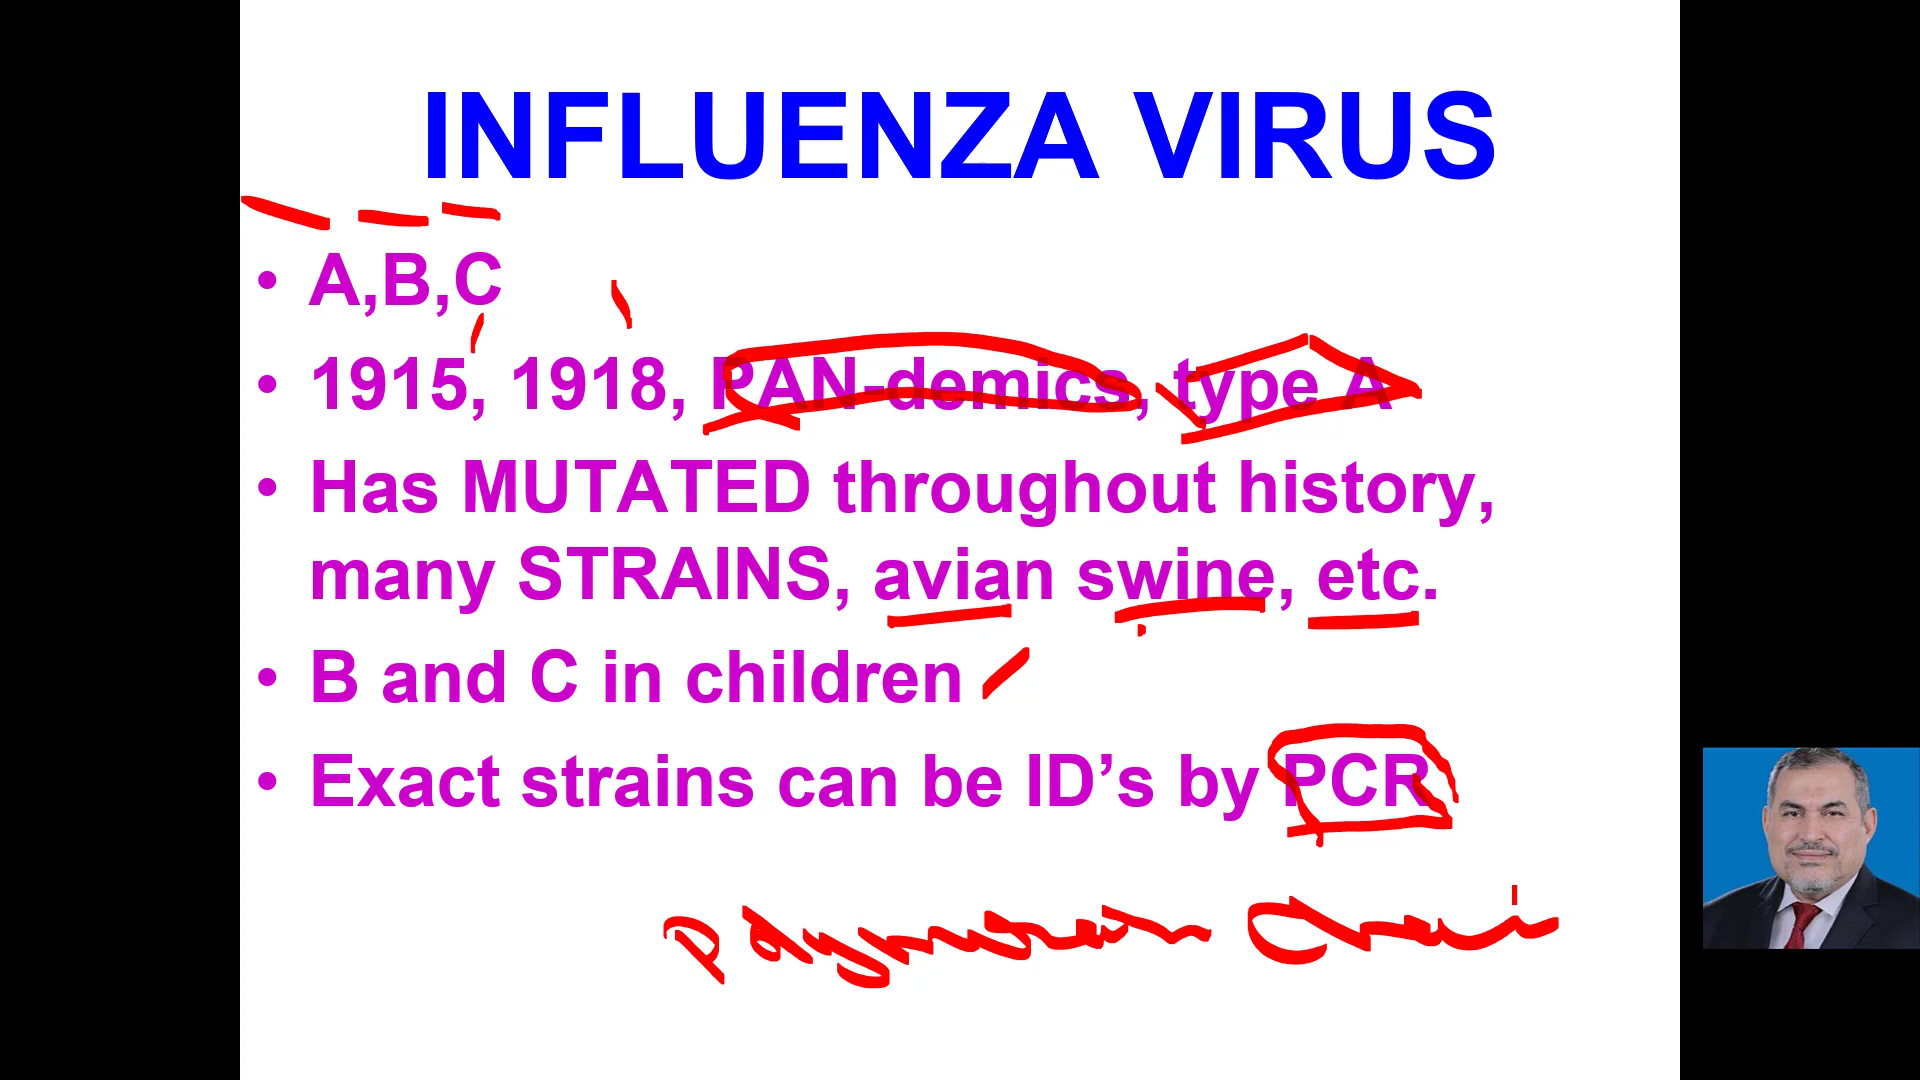 INFLUENZA VIRUS
• A,B,C
• 1915, 1918, PAN-demics, type A
• Has MUTATED throughout history,
many STRAINS, avian swine, etc.
• B and C in children
• Exact strains can be ID’s by PCR